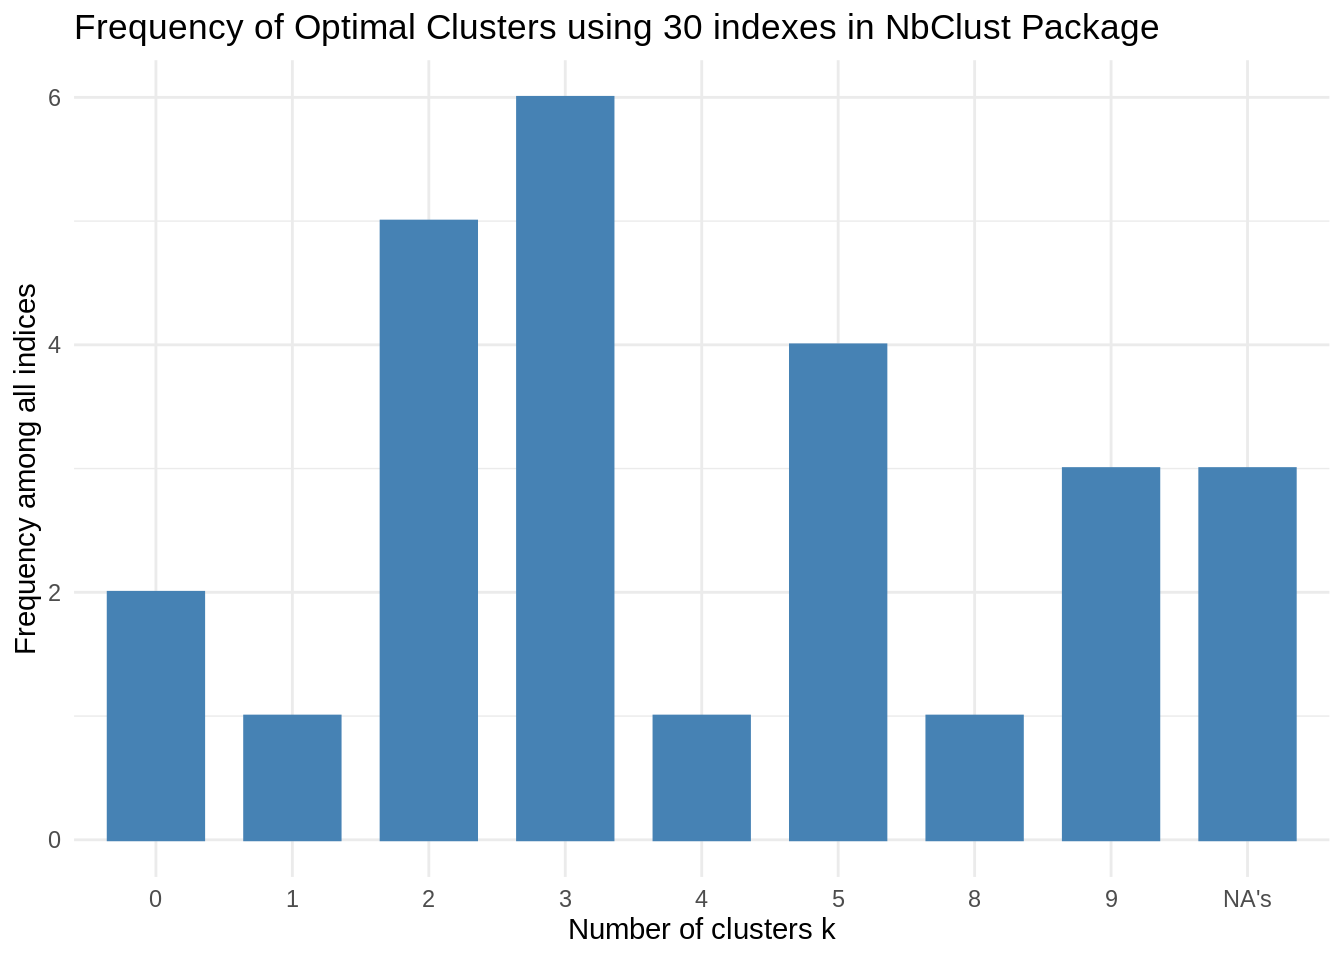 Frequency of Optimal Clusters using 30 indexes in NbClust Package
Frequency among all indices
6
4
2
0
0 1 2 3 4 5 8 9 NA's
Number of clusters k